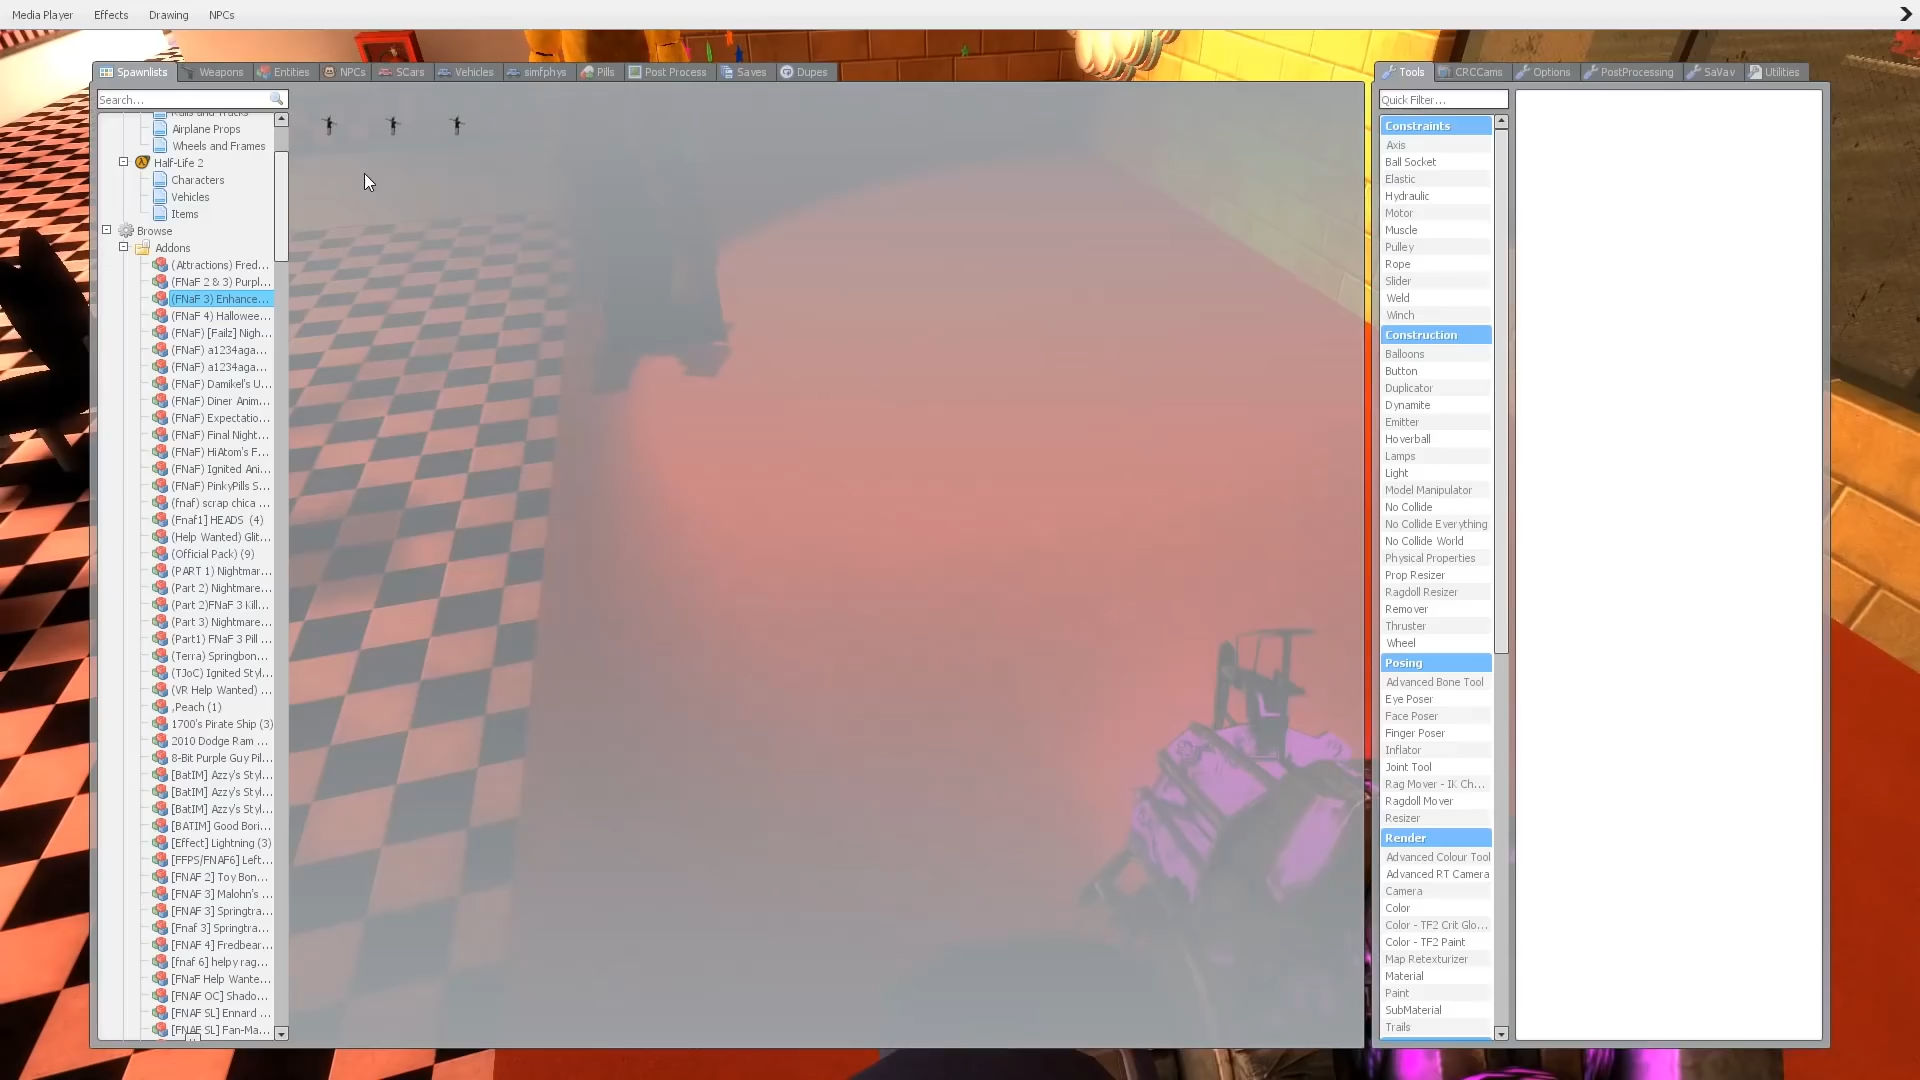 Media Player Effects Drawing NPCs
Spawnlists Weapons Entities NPCs SCars Vehicles simfphys Pills Post Process Saves Dupes
Search...
Rails and Tracks
Airplane Props
Wheels and Frames
Half-Life 2
Characters
Vehicles
Items
Browse
Addons
(Attractions) Fred...
(FNaF 2 & 3) Purpl...
(FNaF 3) Enhance...
(FNaF 4) Hallowee...
(FNaF) [Failz] Nigh...
(FNaF) a1234aga...
(FNaF) a1234aga...
(FNaF) Damikel's U...
(FNaF) Diner Anim...
(FNaF) Expectatio...
(FNaF) Final Night...
(FNaF) HiAtom's F...
(FNaF) Ignited Ani...
(FNaF) PinkyPills S...
(fnaf) scrap chica ...
(Fnaf1] HEADS (4)
(Help Wanted) Glit...
(Official Pack) (9)
(PART 1) Nightmar...
(Part 2) Nightmare...
(Part 2)FNaF 3 Kill...
(Part 3) Nightmare...
(Part1) FNaF 3 Pill ...
(Terra) Springbon...
(TJoC) Ignited Styl...
(VR Help Wanted) ...
,Peach (1)
1700's Pirate Ship (3)
2010 Dodge Ram ...
8-Bit Purple Guy Pil...
[BatIM] Azzy's Styl...
[BatIM] Azzy's Styl...
[BatIM] Azzy's Styl...
[BATIM] Good Bori...
[Effect] Lightning (3)
[FFPS/FNAF6] Left...
[FNAF 2] Toy Bon...
[FNAF 3] Malohn's ...
[FNAF 3] Springtra...
[Fnaf 3] Springtra...
[FNAF 4] Fredbear...
[fnaf 6] helpy rag...
[FNaF Help Wante...
[FNAF OC] Shado...
[FNAF SL] Ennard ...
[FNAF SL] Fan-Ma...
Tools CRCCams Options PostProcessing SaVav Utilities
Quick Filter...
Constraints
Axis
Ball Socket
Elastic
Hydraulic
Motor
Muscle
Pulley
Rope
Slider
Weld
Winch
Construction
Balloons
Button
Duplicator
Dynamite
Emitter
Hoverball
Lamps
Light
Model Manipulator
No Collide
No Collide Everything
No Collide World
Physical Properties
Prop Resizer
Ragdoll Resizer
Remover
Thruster
Wheel
Posing
Advanced Bone Tool
Eye Poser
Face Poser
Finger Poser
Inflator
Joint Tool
Rag Mover - IK Ch...
Ragdoll Mover
Resizer
Render
Advanced Colour Tool
Advanced RT Camera
Camera
Color
Color - TF2 Crit Glo...
Color - TF2 Paint
Map Retexturizer
Material
Paint
SubMaterial
Trails